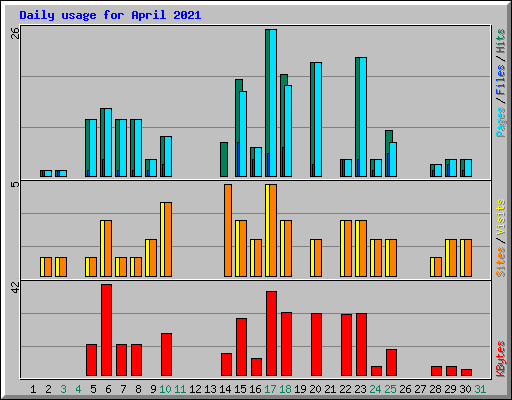 Daily usage for April 2021
26
5
42
Pages / Files / Hits
Sites / Visits
KBytes
1 2 3 4 5 6 7 8 9 10 11 12 13 14 15 16 17 18 19 20 21 22 23 24 25 26 27 28 29 30 31